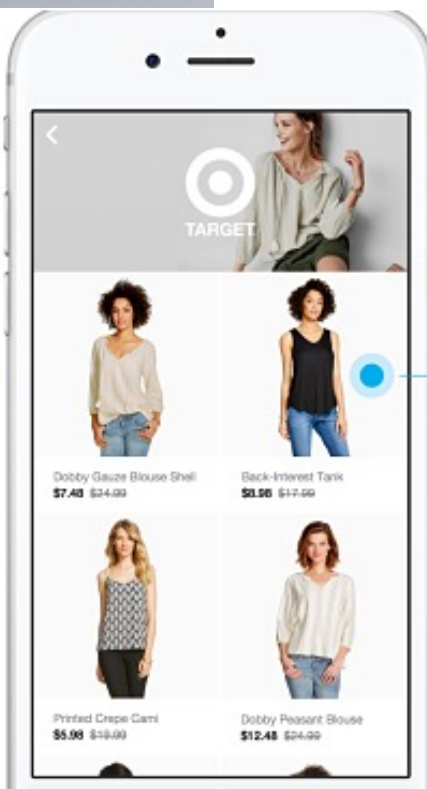 TARGET
Dobby Gauze Blouse Shell
$7.48 $24.99
Back-Interest Tank
$8.98 $17.99
Printed Crepe Cami
$5.98 $19.99
Dobby Peasant Blouse
$12.48 $24.99